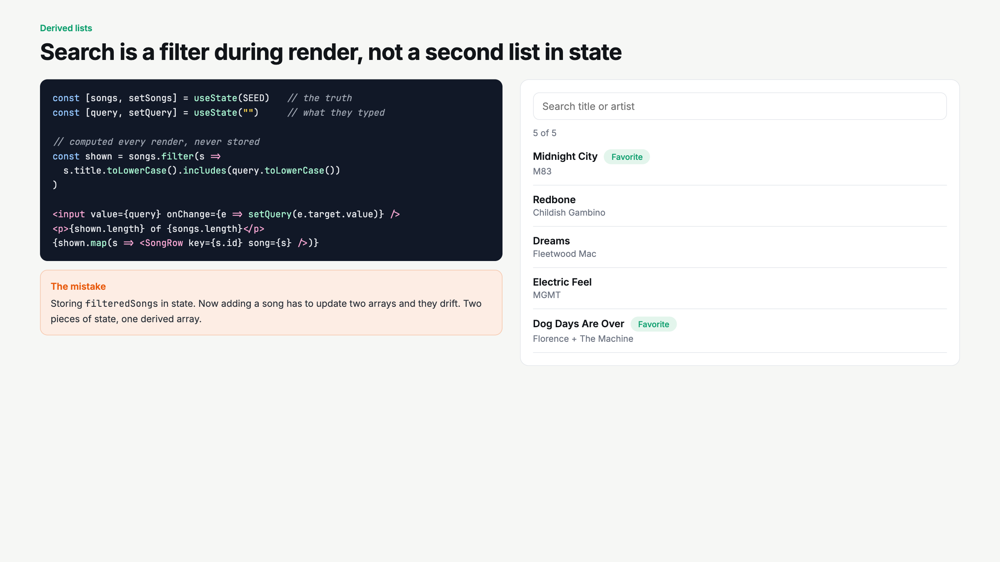 Derived lists
Search is a filter during render, not a second list in state
const [songs, setSongs] = useState(SEED)   // the truth
const [query, setQuery] = useState("")     // what they typed
// computed every render, never stored
const shown = songs.filter(s =>
  s.title.toLowerCase().includes(query.toLowerCase())
)
<input value={query} onChange={e => setQuery(e.target.value)} />
<p>{shown.length} of {songs.length}</p>
{shown.map(s => <SongRow key={s.id} song={s} />)}
The mistake
Storing filteredSongs in state. Now adding a song has to update two arrays and they drift. Two
pieces of state, one derived array.
Search title or artist
5 of 5
Midnight City Favorite
M83
Redbone
Childish Gambino
Dreams
Fleetwood Mac
Electric Feel
MGMT
Dog Days Are Over Favorite
Florence + The Machine